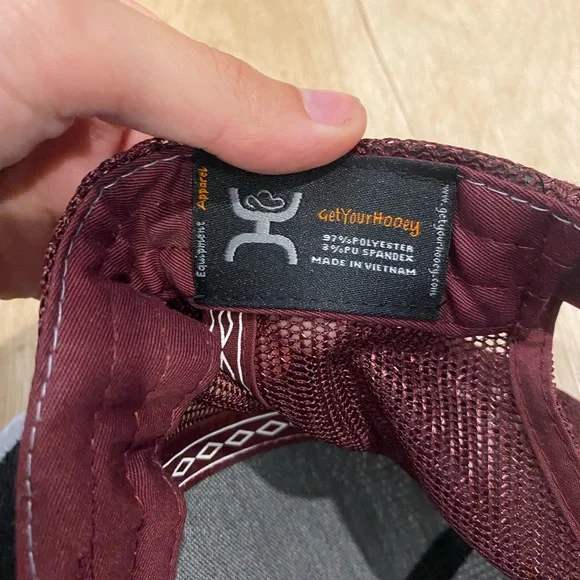 Equipment Apparel
GetYourHooey
97%POLYESTER
3%PU SPANDEX
MADE IN VIETNAM
www.getyourhooey.com